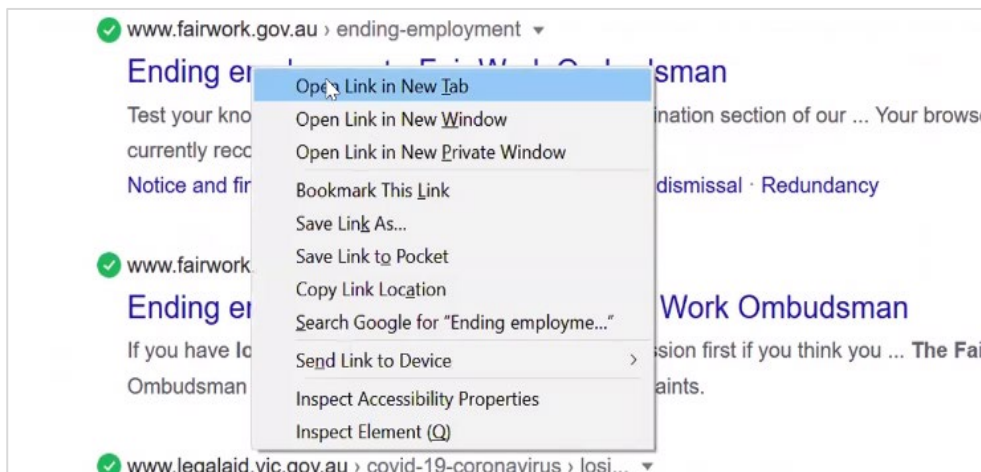 www.fairwork.gov.au › ending-employment
Ending sman
Test your kno ination section of our ... Your brows
currently reco
Notice and fin dismissal · Redundancy
Open Link in New Tab
Open Link in New Window
Open Link in New Private Window
Bookmark This Link
Save Link As...
Save Link to Pocket
Copy Link Location
Search Google for "Ending employme..."
Send Link to Device
Inspect Accessibility Properties
Inspect Element (Q)
www.fairwork.
Ending Work Ombudsman
If you have sion first if you think you ... The Fai
Ombudsman aints.
www.legalaid.vic.gov.au › covid-19-coronavirus › losi...